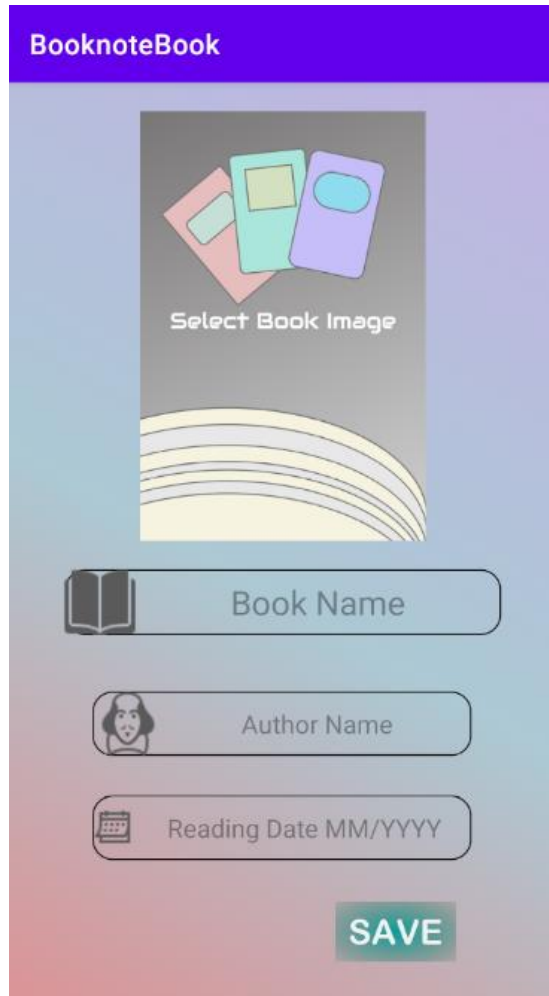 BooknoteBook
Select Book Image
Book Name
Author Name
Reading Date MM/YYYY
SAVE